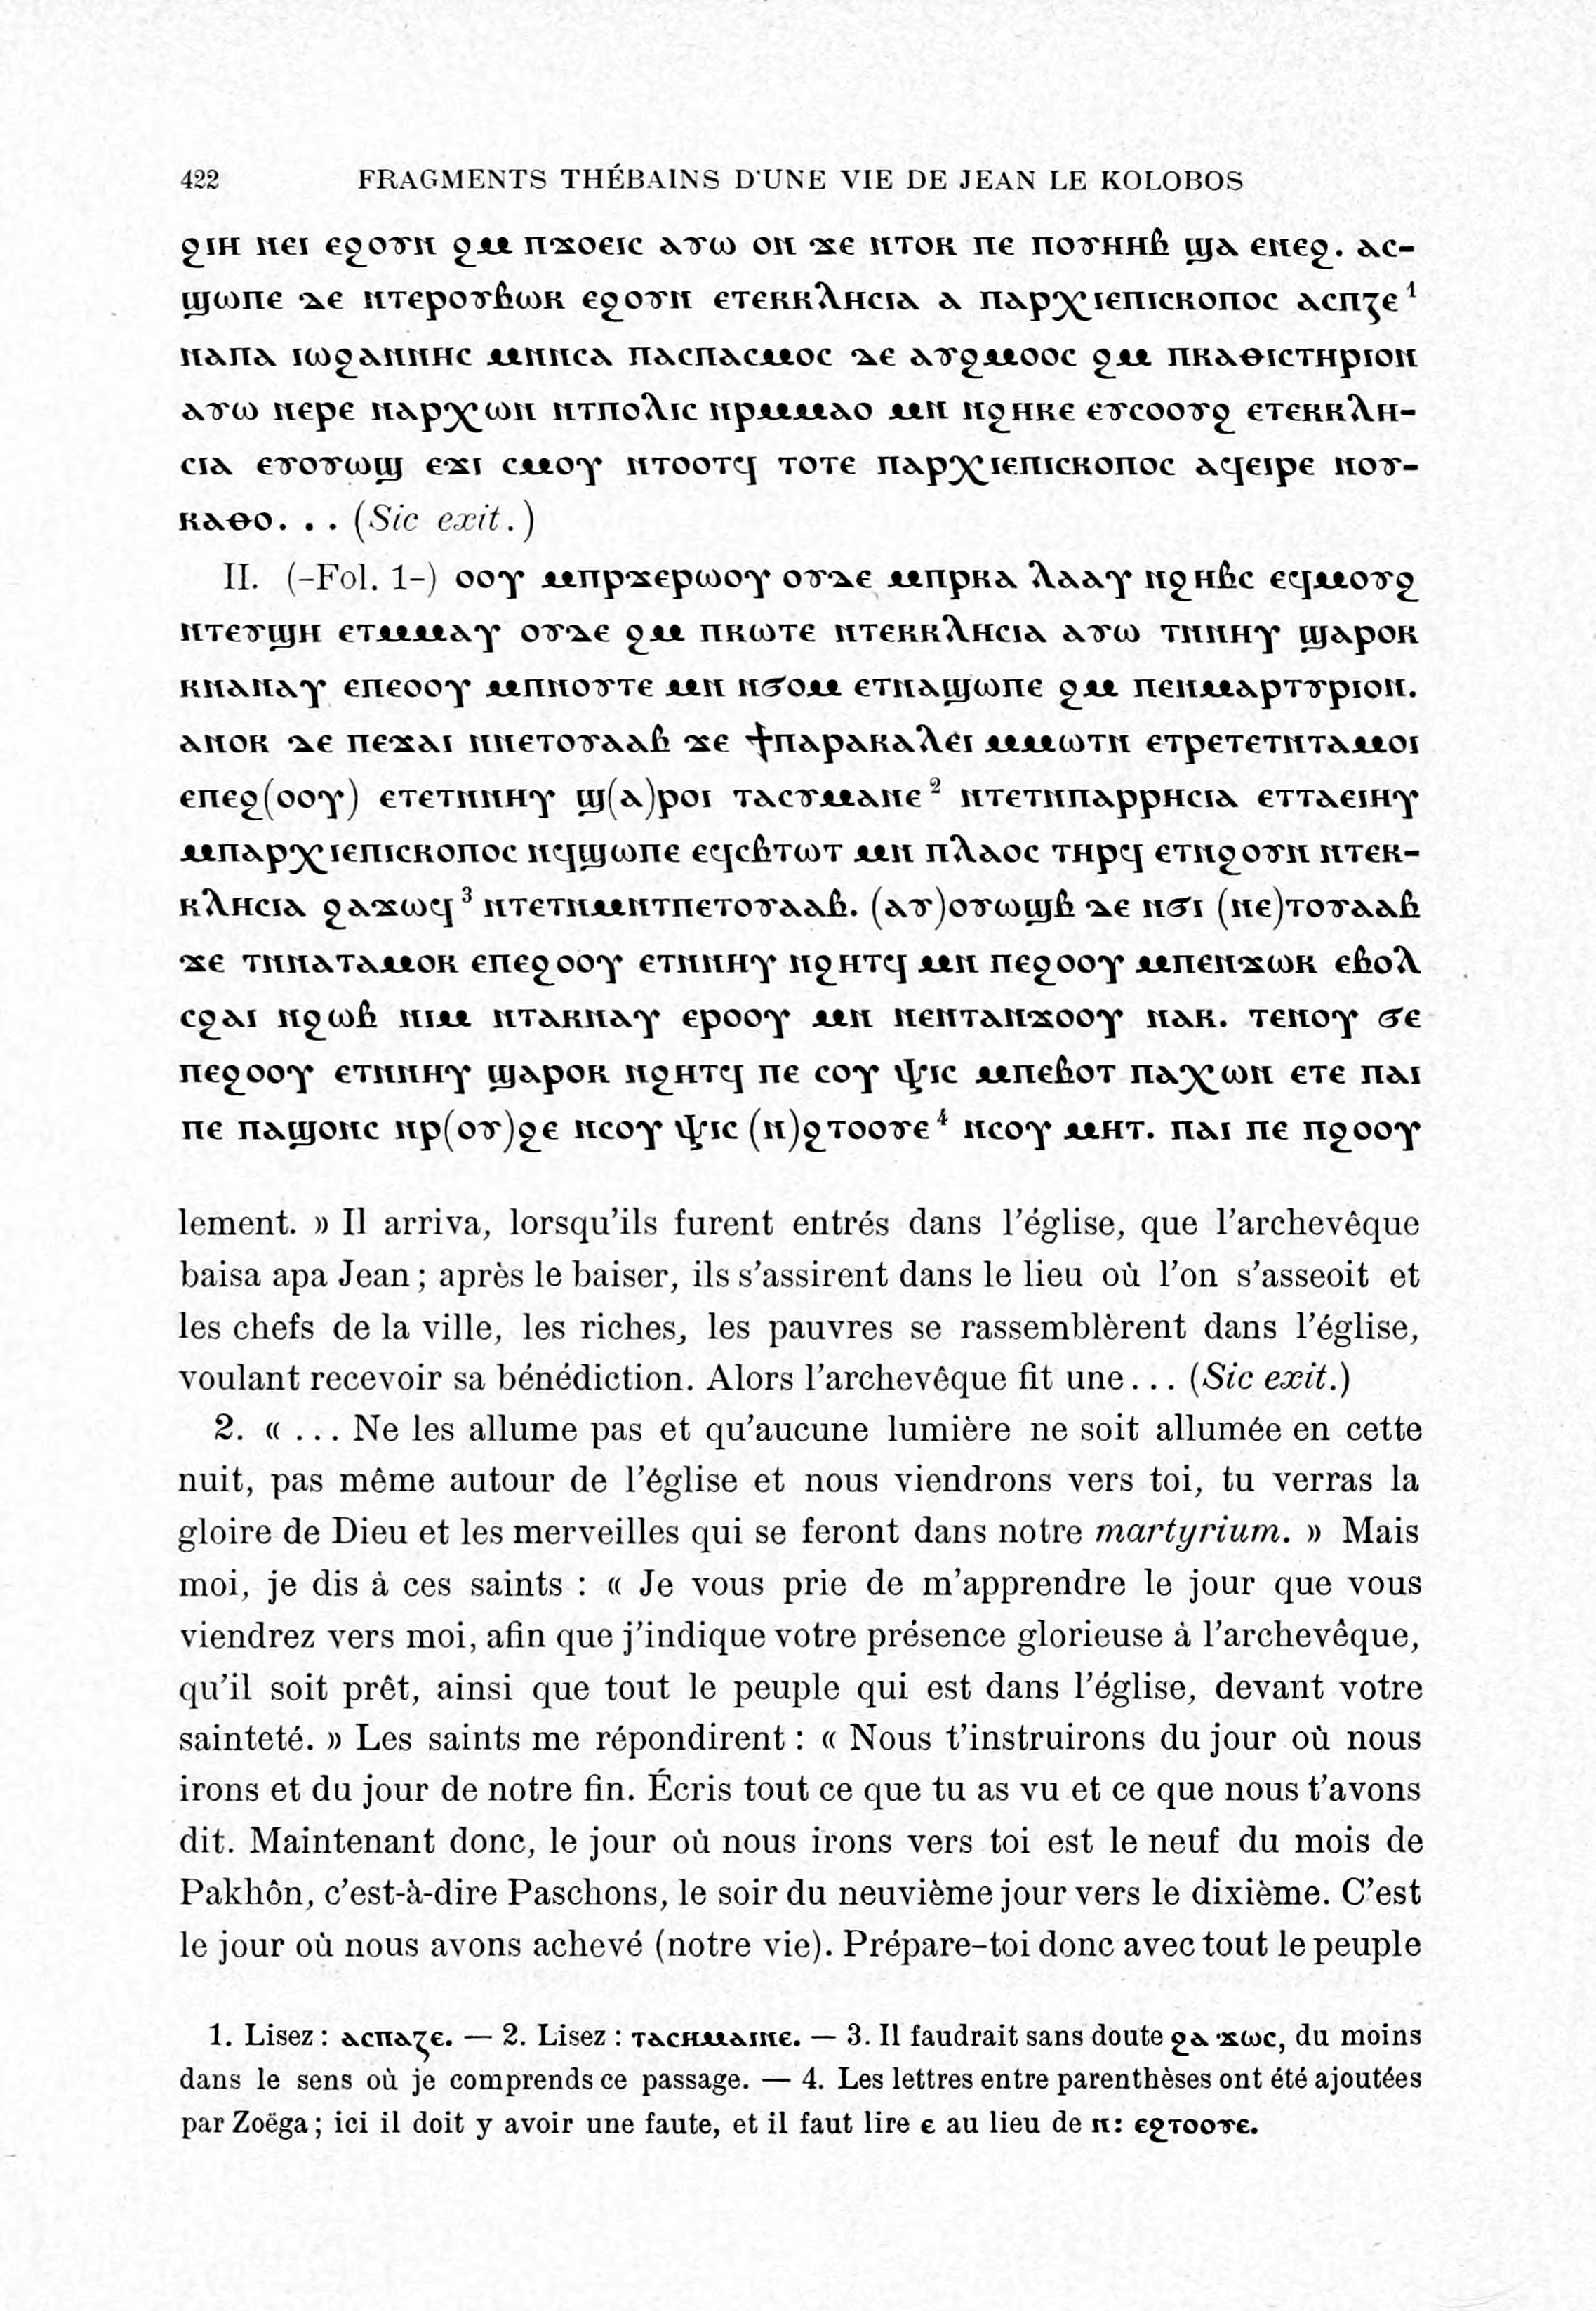 422 FRAGMENTS THÉBAINS D'UNE VIE DE JEAN LE KOLOBOS
ϩⲓⲏ ⲛⲉⲓ ⲉϩⲟⲩⲛ ϩⲙ ⲡϫⲟⲉⲓⲥ ⲁⲩⲱ ⲟⲛ ϫⲉ ⲛⲧⲟⲕ ⲡⲉ ⲡⲟⲩⲏⲏⲃ ϣⲁ ⲉⲛⲉϩ. ⲁⲥ-
ϣⲱⲡⲉ ⲇⲉ ⲛⲧⲉⲣⲟⲩⲃⲱⲕ ⲉϩⲟⲩⲛ ⲉⲧⲉⲕⲕⲗⲏⲥⲓⲁ ⲁ ⲡⲁⲣⲭⲓⲉⲡⲓⲥⲕⲟⲡⲟⲥ ⲁⲥⲡⲍⲉ 1
ⲛⲁⲡⲁ ⲓⲱϩⲁⲛⲛⲏⲥ ⲙⲛⲛⲥⲁ ⲡⲁⲥⲡⲁⲥⲙⲟⲥ ⲇⲉ ⲁⲩϩⲙⲟⲟⲥ ϩⲙ ⲡⲕⲁⲑⲓⲥⲧⲏⲣⲓⲟⲛ
ⲁⲩⲱ ⲛⲉⲣⲉ ⲛⲁⲣⲭⲱⲛ ⲛⲧⲡⲟⲗⲓⲥ ⲛⲣⲙⲙⲁⲟ ⲙⲛ ⲛϩⲏⲕⲉ ⲉⲩⲥⲟⲟⲩϩ ⲉⲧⲉⲕⲕⲗⲏ-
ⲥⲓⲁ ⲉⲩⲟⲩⲱϣ ⲉϫⲓ ⲥⲙⲟⲩ ⲛⲧⲟⲟⲧϥ ⲧⲟⲧⲉ ⲡⲁⲣⲭⲓⲉⲡⲓⲥⲕⲟⲡⲟⲥ ⲁϥⲉⲓⲣⲉ ⲛⲟⲩ-
ⲕⲁⲑⲟ. . . (Sic exit.)
II. (-Fol. 1-) ⲟⲟⲩ ⲙⲡⲣϫⲉⲣⲱⲟⲩ ⲟⲩⲇⲉ ⲙⲡⲣⲕⲁ ⲗⲁⲁⲩ ⲛϩⲏⲃⲥ ⲉϥⲙⲟⲩϩ
ⲛⲧⲉⲩϣⲏ ⲉⲧⲙⲙⲁⲩ ⲟⲩⲇⲉ ϩⲙ ⲡⲕⲱⲧⲉ ⲛⲧⲉⲕⲕⲗⲏⲥⲓⲁ ⲁⲩⲱ ⲧⲛⲛⲏⲩ ϣⲁⲣⲟⲕ
ⲕⲛⲁⲛⲁⲩ ⲉⲡⲉⲟⲟⲩ ⲙⲡⲛⲟⲩⲧⲉ ⲙⲛ ⲛϭⲟⲙ ⲉⲧⲛⲁϣⲱⲡⲉ ϩⲙ ⲡⲉⲛⲙⲁⲣⲧⲩⲣⲓⲟⲛ.
ⲁⲛⲟⲕ ⲇⲉ ⲡⲉϫⲁⲓ ⲛⲛⲉⲧⲟⲩⲁⲁⲃ ϫⲉ ϯⲡⲁⲣⲁⲕⲁⲗⲉⲓ ⲙⲙⲱⲧⲛ ⲉⲧⲣⲉⲧⲉⲧⲛⲧⲁⲙⲟⲓ
ⲉⲡⲉϩ(ⲟⲟⲩ) ⲉⲧⲉⲧⲛⲛⲏⲩ ϣ(ⲁ)ⲣⲟⲓ ⲧⲁⲥⲩⲙⲁⲛⲉ 2 ⲛⲧⲉⲧⲛⲡⲁⲣⲣⲏⲥⲓⲁ ⲉⲧⲧⲁⲉⲓⲏⲩ
ⲙⲡⲁⲣⲭⲓⲉⲡⲓⲥⲕⲟⲡⲟⲥ ⲛϥϣⲱⲡⲉ ⲉϥⲥⲃⲧⲱⲧ ⲙⲛ ⲡⲗⲁⲟⲥ ⲧⲏⲣϥ ⲉⲧⲛϩⲟⲩⲛ ⲛⲧⲉⲕ-
ⲕⲗⲏⲥⲓⲁ ϩⲁϫⲱϥ 3 ⲛⲧⲉⲧⲛⲙⲛⲧⲡⲉⲧⲟⲩⲁⲁⲃ. (ⲁⲩ)ⲟⲩⲱϣⲃ ⲇⲉ ⲛϭⲓ (ⲛⲉ)ⲧⲟⲩⲁⲁⲃ
ϫⲉ ⲧⲛⲛⲁⲧⲁⲙⲟⲕ ⲉⲡⲉϩⲟⲟⲩ ⲉⲧⲛⲛⲏⲩ ⲛϩⲏⲧϥ ⲙⲛ ⲡⲉϩⲟⲟⲩ ⲙⲡⲉⲛϫⲱⲕ ⲉⲃⲟⲗ
ⲥϩⲁⲓ ⲛϩⲱⲃ ⲛⲓⲙ ⲛⲧⲁⲕⲛⲁⲩ ⲉⲣⲟⲟⲩ ⲙⲛ ⲛⲉⲛⲧⲁⲛϫⲟⲟⲩ ⲛⲁⲕ. ⲧⲉⲛⲟⲩ ϭⲉ
ⲡⲉϩⲟⲟⲩ ⲉⲧⲛⲛⲏⲩ ϣⲁⲣⲟⲕ ⲛϩⲏⲧϥ ⲡⲉ ⲥⲟⲩ ⲯⲓⲥ ⲙⲡⲉⲃⲟⲧ ⲡⲁⲭⲱⲛ ⲉⲧⲉ ⲡⲁⲓ
ⲡⲉ ⲡⲁϣⲟⲛⲥ ⲛⲣ(ⲟⲩ)ϩⲉ ⲛⲥⲟⲩ ⲯⲓⲥ (ⲛ)ϩⲧⲟⲟⲩⲉ 4 ⲛⲥⲟⲩ ⲙⲏⲧ. ⲡⲁⲓ ⲡⲉ ⲡϩⲟⲟⲩ
lement. » Il arriva, lorsqu'ils furent entrés dans l'église, que l'archevêque
baisa apa Jean ; après le baiser, ils s'assirent dans le lieu où l'on s'asseoit et
les chefs de la ville, les riches, les pauvres se rassemblèrent dans l'église,
voulant recevoir sa bénédiction. Alors l'archevêque fit une... (Sic exit.)
2. « ... Ne les allume pas et qu'aucune lumière ne soit allumée en cette
nuit, pas même autour de l'église et nous viendrons vers toi, tu verras la
gloire de Dieu et les merveilles qui se feront dans notre martyrium. » Mais
moi, je dis à ces saints : « Je vous prie de m'apprendre le jour que vous
viendrez vers moi, afin que j'indique votre présence glorieuse à l'archevêque,
qu'il soit prêt, ainsi que tout le peuple qui est dans l'église, devant votre
sainteté. » Les saints me répondirent : « Nous t'instruirons du jour où nous
irons et du jour de notre fin. Écris tout ce que tu as vu et ce que nous t'avons
dit. Maintenant donc, le jour où nous irons vers toi est le neuf du mois de
Pakhôn, c'est-à-dire Paschons, le soir du neuvième jour vers le dixième. C'est
le jour où nous avons achevé (notre vie). Prépare-toi donc avec tout le peuple
1. Lisez : ⲁⲥⲡⲁⲍⲉ. — 2. Lisez : ⲧⲁⲥⲏⲙⲁⲓⲛⲉ. — 3. Il faudrait sans doute ϩⲁ ϫⲱⲥ, du moins
dans le sens où je comprends ce passage. — 4. Les lettres entre parenthèses ont été ajoutées
par Zoëga ; ici il doit y avoir une faute, et il faut lire ⲉ au lieu de ⲛ: ⲉϩⲧⲟⲟⲩⲉ.